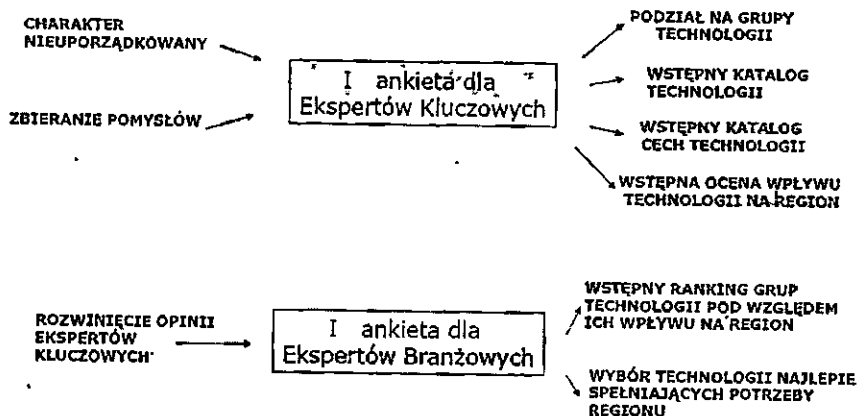 CHARAKTER
NIEUPORZĄDKOWANY
ZBIERANIE POMYSŁÓW
I ankieta dla
Ekspertów Kluczowych
PODZIAŁ NA GRUPY
TECHNOLOGII
WSTĘPNY KATALOG
TECHNOLOGII
WSTĘPNY KATALOG
CECH TECHNOLOGII
WSTĘPNA OCENA WPŁYWU
TECHNOLOGII NA REGION
ROZWINIĘCIE OPINII
EKSPERTÓW
KLUCZOWYCH
I ankieta dla
Ekspertów Branżowych
WSTĘPNY RANKING GRUP
TECHNOLOGII POD WZGLĘDEM
ICH WPŁYWU NA REGION
WYBÓR TECHNOLOGII NAJLEPIE
SPEŁNIAJĄCYCH POTRZEBY
REGIONU